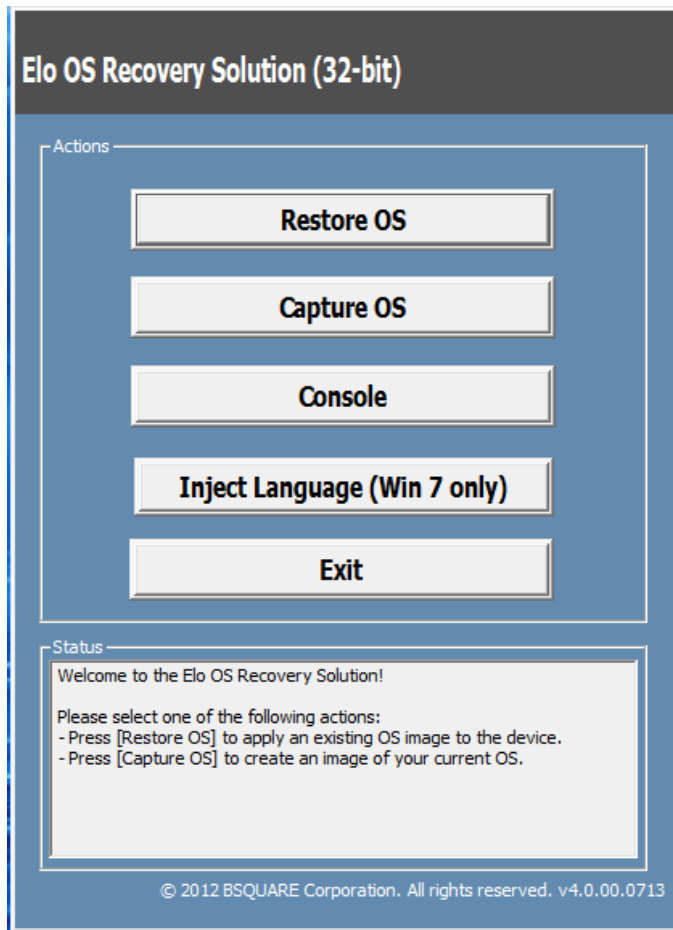 Elo OS Recovery Solution (32-bit)
Actions
Restore OS
Capture OS
Console
Inject Language (Win 7 only)
Exit
Status
Welcome to the Elo OS Recovery Solution!
Please select one of the following actions:
- Press [Restore OS] to apply an existing OS image to the device.
- Press [Capture OS] to create an image of your current OS.
© 2012 BSQUARE Corporation. All rights reserved. v4.0.00.0713